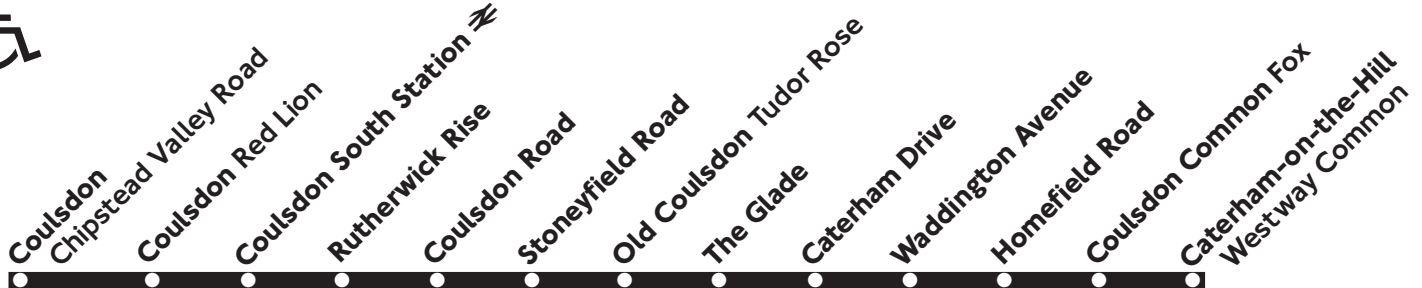 Coulsdon
Chipstead Valley Road
Coulsdon Red Lion
Coulsdon South Station
Rutherwick Rise
Coulsdon Road
Stoneyfield Road
Old Coulsdon Tudor Rose
The Glade
Caterham Drive
Waddington Avenue
Homefield Road
Coulsdon Common Fox
Caterham-on-the-Hill
Westway Common